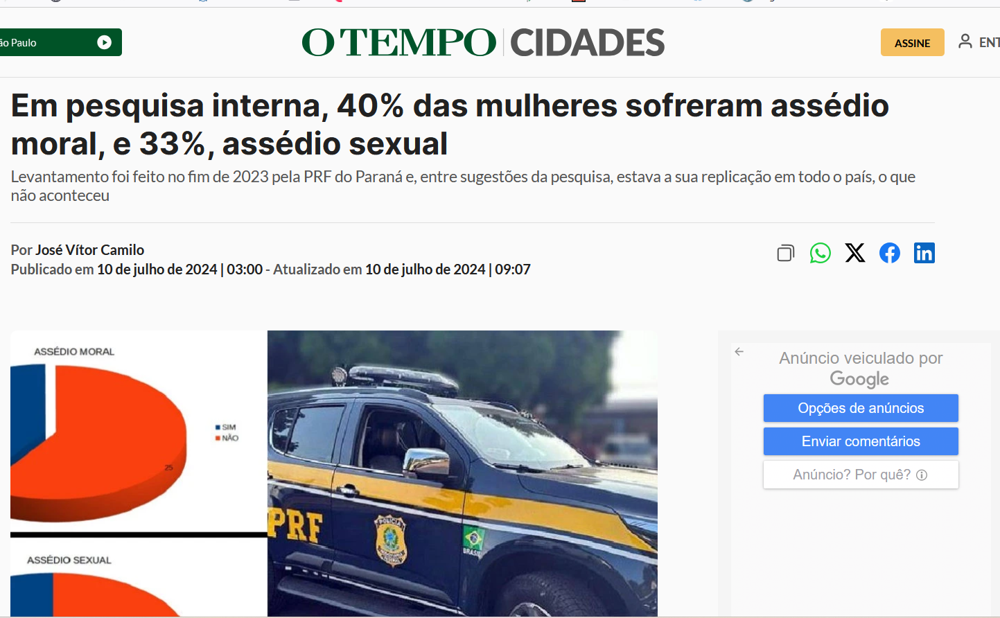 ão Paulo
O TEMPO CIDADES
ASSINE
ENT
Em pesquisa interna, 40% das mulheres sofreram assédio
moral, e 33%, assédio sexual
Levantamento foi feito no fim de 2023 pela PRF do Paraná e, entre sugestões da pesquisa, estava a sua replicação em todo o país, o que
não aconteceu
Por José Vítor Camilo
Publicado em 10 de julho de 2024 | 03:00 - Atualizado em 10 de julho de 2024 | 09:07
ASSÉDIO MORAL
SIM
NÃO
25
ASSÉDIO SEXUAL
PRF
POLÍCIA
FEDERAL
BRASIL
Anúncio veiculado por
Google
Opções de anúncios
Enviar comentários
Anúncio? Por quê?